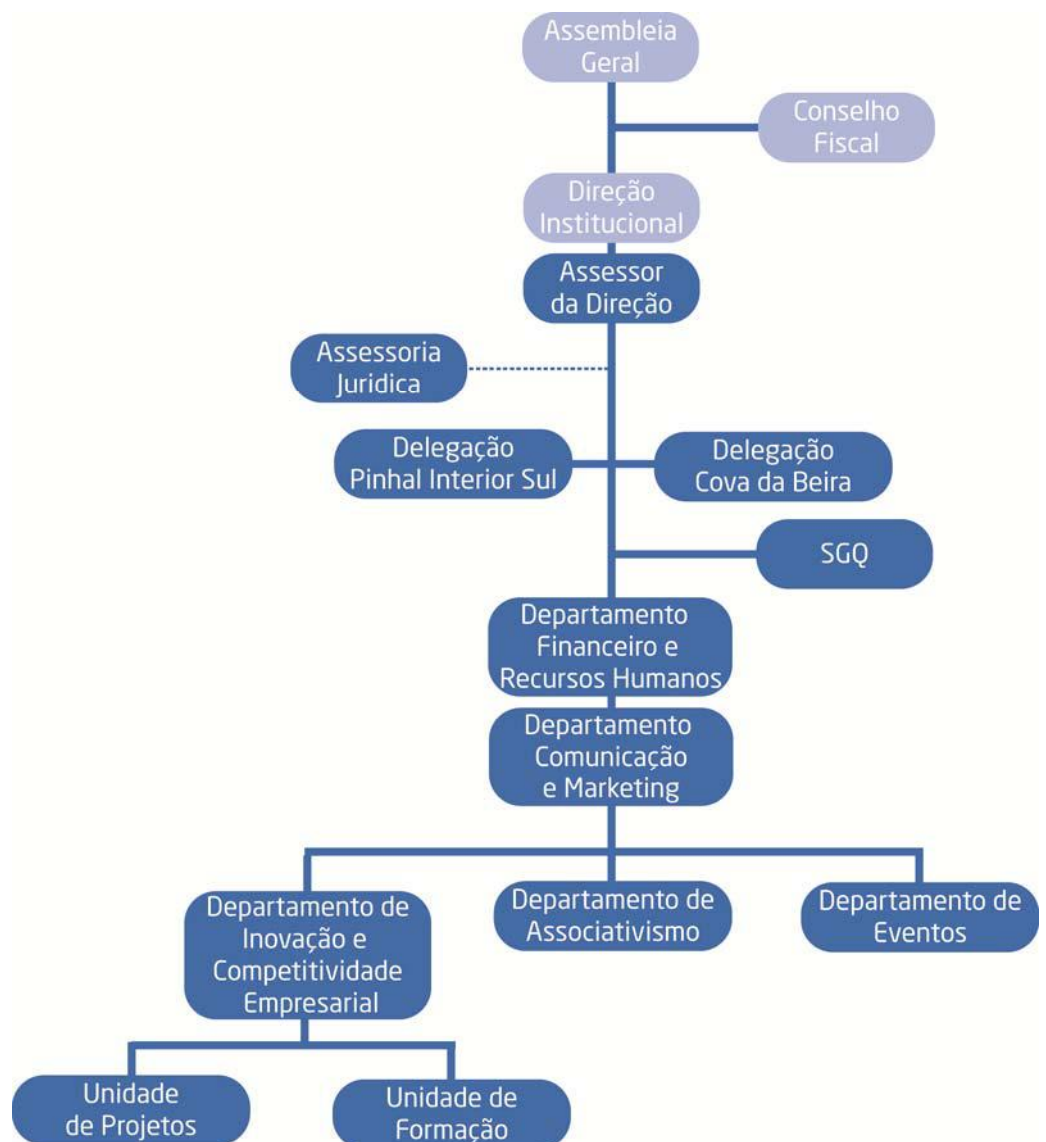 Assembleia
Geral
Conselho
Fiscal
Direção
Institucional
Assessor
da Direção
Assessoria
Juridica
Delegação
Pinhal Interior Sul
Delegação
Cova da Beira
SGQ
Departamento
Financeiro e
Recursos Humanos
Departamento
Comunicação
e Marketing
Departamento de
Inovação e
Competitividade
Empresarial
Departamento de
Associativismo
Departamento de
Eventos
Unidade
de Projetos
Unidade de
Formação